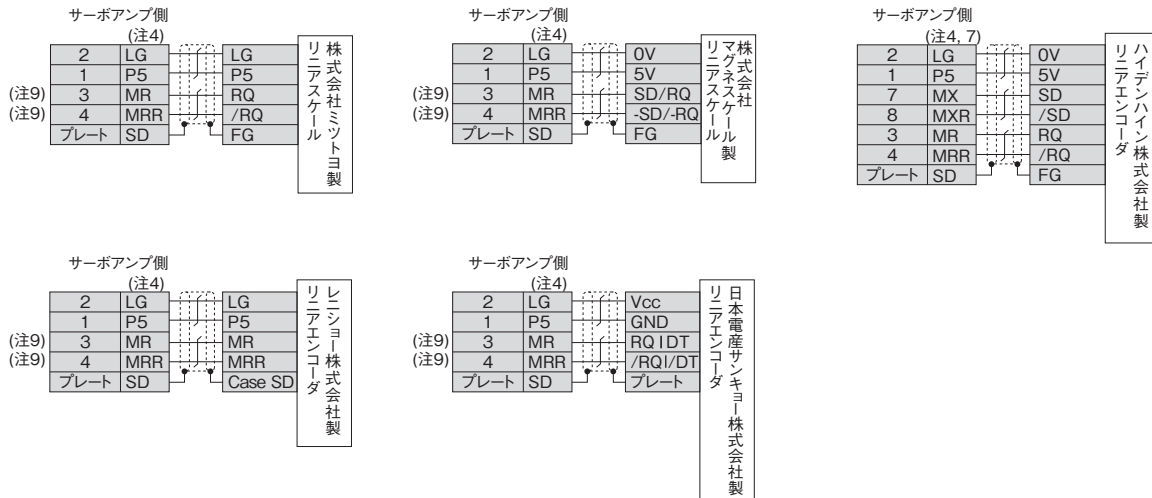 サーボアンプ側
(注4)
2 LG LG
1 P5 P5
(注9) 3 MR RQ
(注9) 4 MRR /RQ
プレート SD FG
株式会社ミツトヨ製
リニアスケール
サーボアンプ側
(注4)
2 LG 0V
1 P5 5V
(注9) 3 MR SD/RQ
(注9) 4 MRR -SD/-RQ
プレート SD FG
株式会社
マグネスケール製
リニアスケール
サーボアンプ側
(注4, 7)
2 LG 0V
1 P5 5V
7 MX SD
8 MXR /SD
3 MR RQ
4 MRR /RQ
プレート SD FG
ハイデンハイン株式会社製
リニアエンコーダ
サーボアンプ側
(注4)
2 LG LG
1 P5 P5
(注9) 3 MR MR
(注9) 4 MRR MRR
プレート SD Case SD
レニショー株式会社製
リニアエンコーダ
サーボアンプ側
(注4)
2 LG Vcc
1 P5 GND
(注9) 3 MR RQIDT
(注9) 4 MRR /RQI/DT
プレート SD プレート
日本電産サンキョー株式会社製
リニアエンコーダ